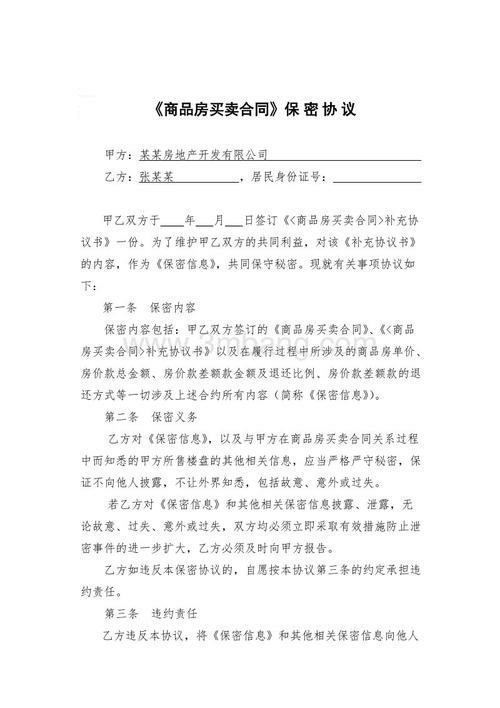 《商品房买卖合同》保密协议
甲方：某某房地产开发有限公司
乙方：张某某，居民身份证号：
甲乙双方于____年___月___日签订《<商品房买卖合同>补充协
议书》一份。为了维护甲乙双方的共同利益，对该《补充协议书》
的内容，作为《保密信息》，共同保守秘密。现就有关事项协议如
下：
第一条 保密内容
保密内容包括：甲乙双方签订的《商品房买卖合同》、《<商品
房买卖合同>补充协议书》以及在履行过程中所涉及的商品房单价、
房价款总金额、房价款差额款金额及退还比例、房价款差额款的退
还方式等一切涉及上述合约所有内容（简称《保密信息》）。
www.3mbang.com
第二条 保密义务
乙方对《保密信息》，以及与甲方在商品房买卖合同关系过程
中而知悉的甲方所售楼盘的其他相关信息，应当严格严守秘密，保
证不向他人披露，不让外界知悉，包括故意、意外或过失。
若乙方对《保密信息》和其他相关保密信息披露、泄露，无
论故意、过失、意外或过失，双方均必须立即采取有效措施防止泄
密事件的进一步扩大，乙方必须及时向甲方报告。
乙方如违反本保密协议的，自愿按本协议第三条的约定承担违
约责任。
第三条 违约责任
乙方违反本协议，将《保密信息》和其他相关保密信息向他人